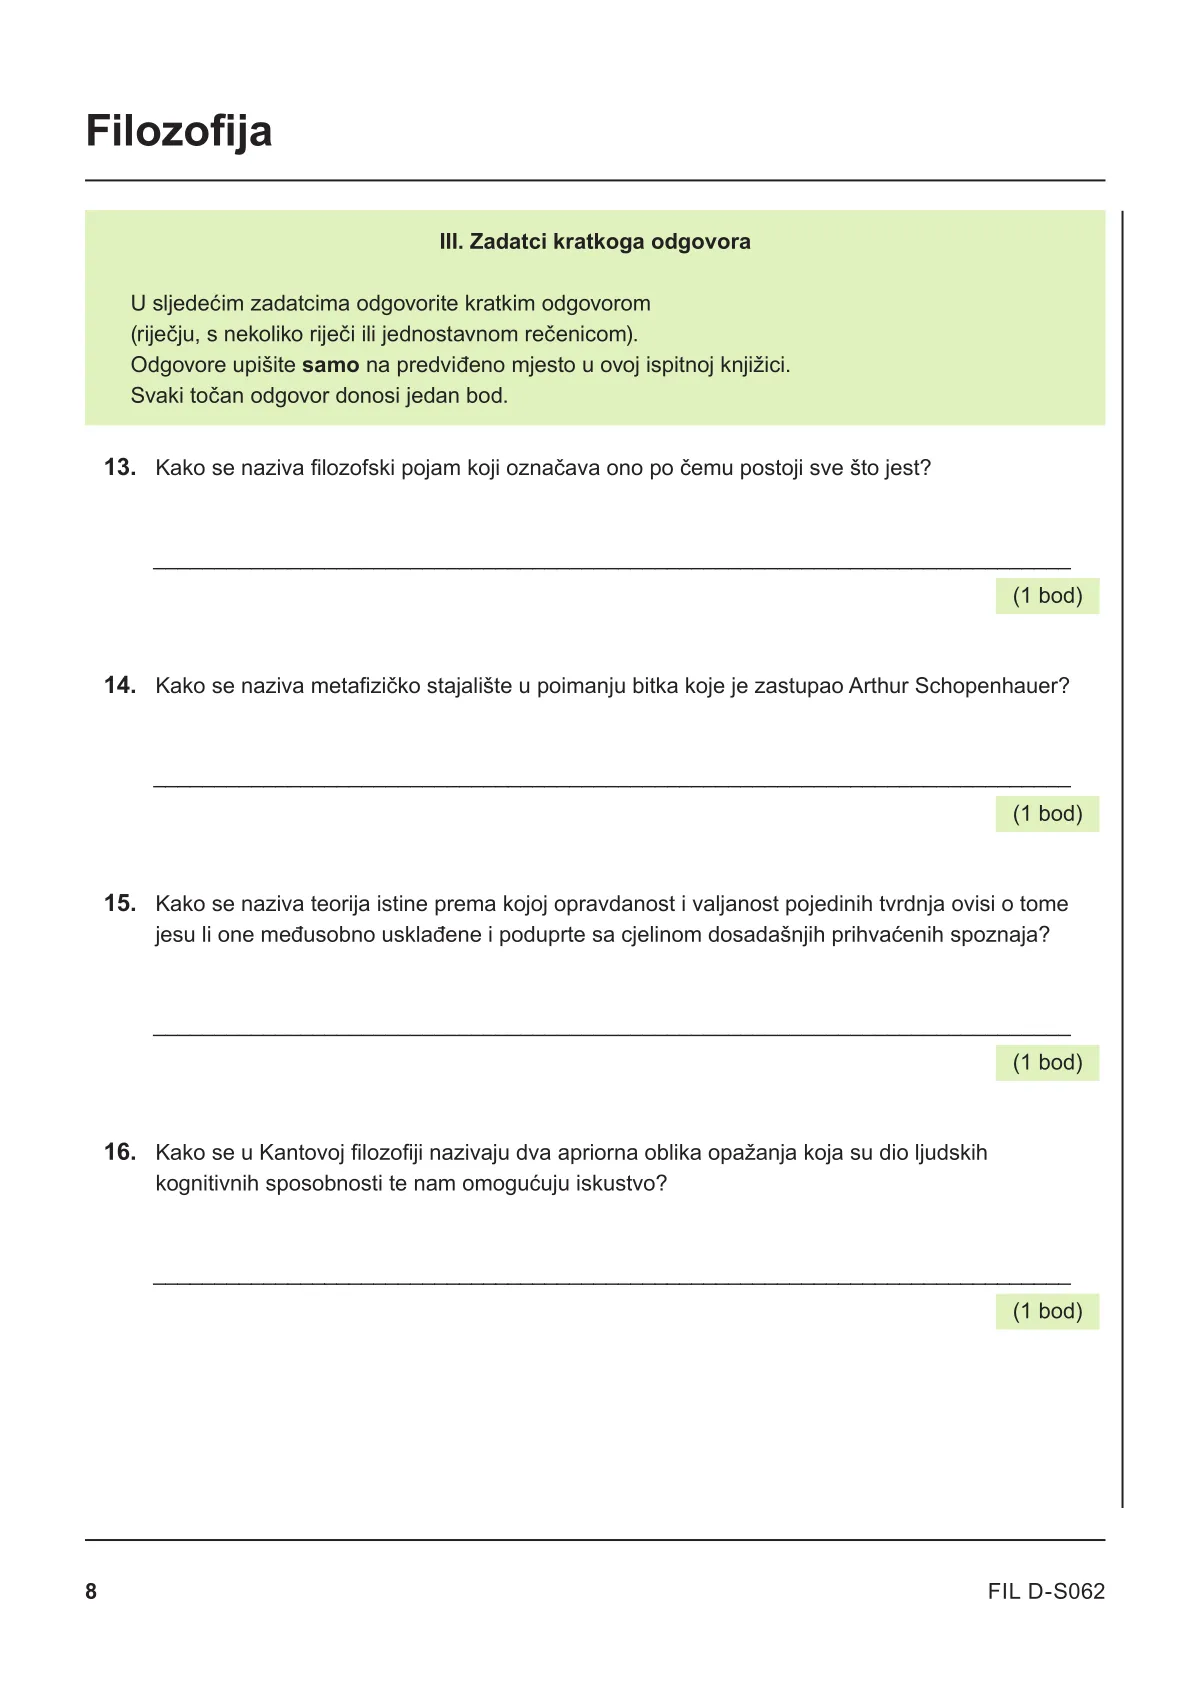 Filozofija
III. Zadatci kratkoga odgovora
U sljedećim zadatcima odgovorite kratkim odgovorom
(riječju, s nekoliko riječi ili jednostavnom rečenicom).
Odgovore upišite samo na predviđeno mjesto u ovoj ispitnoj knjižici.
Svaki točan odgovor donosi jedan bod.
13. Kako se naziva filozofski pojam koji označava ono po čemu postoji sve što jest?
(1 bod)
14. Kako se naziva metafizičko stajalište u poimanju bitka koje je zastupao Arthur Schopenhauer?
(1 bod)
15. Kako se naziva teorija istine prema kojoj opravdanost i valjanost pojedinih tvrdnja ovisi o tome
jesu li one međusobno usklađene i poduprte sa cjelinom dosadašnjih prihvaćenih spoznaja?
(1 bod)
16. Kako se u Kantovoj filozofiji nazivaju dva apriorna oblika opažanja koja su dio ljudskih
kognitivnih sposobnosti te nam omogućuju iskustvo?
(1 bod)
8
FIL D-S062